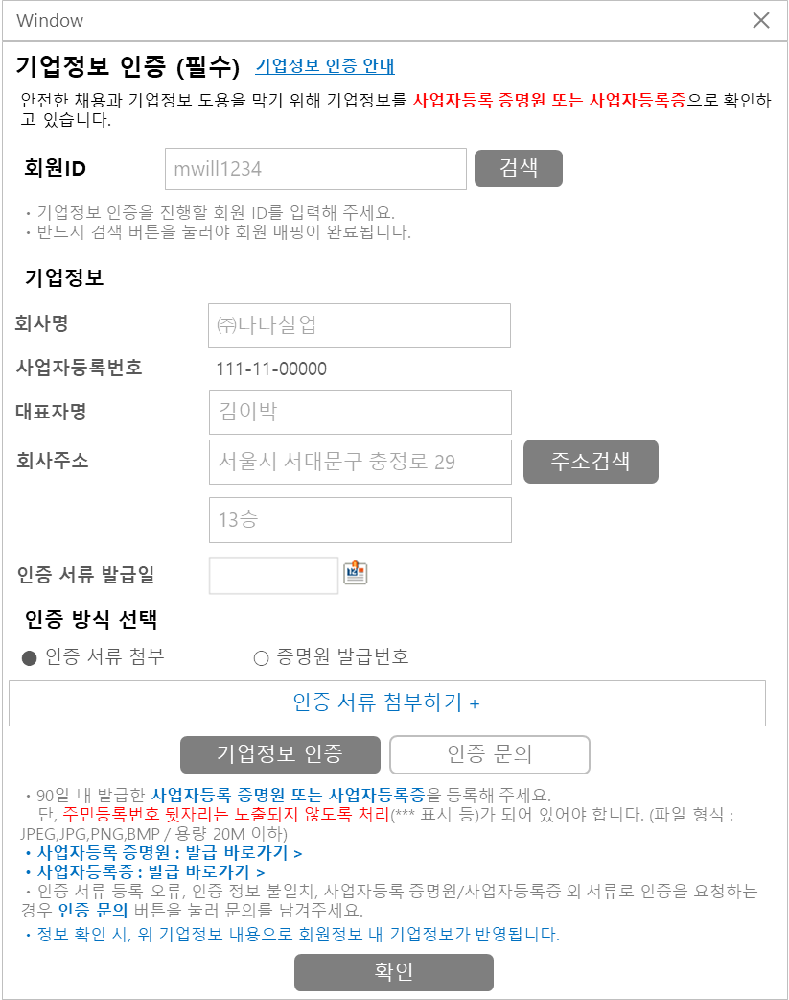 Window
기업정보 인증 (필수) 기업정보 인증 안내
안전한 채용과 기업정보 도용을 막기 위해 기업정보를 사업자등록 증명원 또는 사업자등록증으로 확인하
고 있습니다.
회원ID mwill1234 검색
· 기업정보 인증을 진행할 회원 ID를 입력해 주세요.
· 반드시 검색 버튼을 눌러야 회원 매핑이 완료됩니다.
기업정보
회사명 ㈜나나실업
사업자등록번호 111-11-00000
대표자명 김이박
회사주소 서울시 서대문구 충정로 29 주소검색
13층
인증 서류 발급일 12
인증 방식 선택
● 인증 서류 첨부 ○ 증명원 발급번호
인증 서류 첨부하기 +
기업정보 인증 인증 문의
· 90일 내 발급한 사업자등록 증명원 또는 사업자등록증을 등록해 주세요.
단, 주민등록번호 뒷자리는 노출되지 않도록 처리(*** 표시 등)가 되어 있어야 합니다. (파일 형식 :
JPEG,JPG,PNG,BMP / 용량 20M 이하)
· 사업자등록 증명원 : 발급 바로가기 >
· 사업자등록증 : 발급 바로가기 >
· 인증 서류 등록 오류, 인증 정보 불일치, 사업자등록 증명원/사업자등록증 외 서류로 인증을 요청하는
경우 인증 문의 버튼을 눌러 문의를 남겨주세요.
· 정보 확인 시, 위 기업정보 내용으로 회원정보 내 기업정보가 반영됩니다.
확인